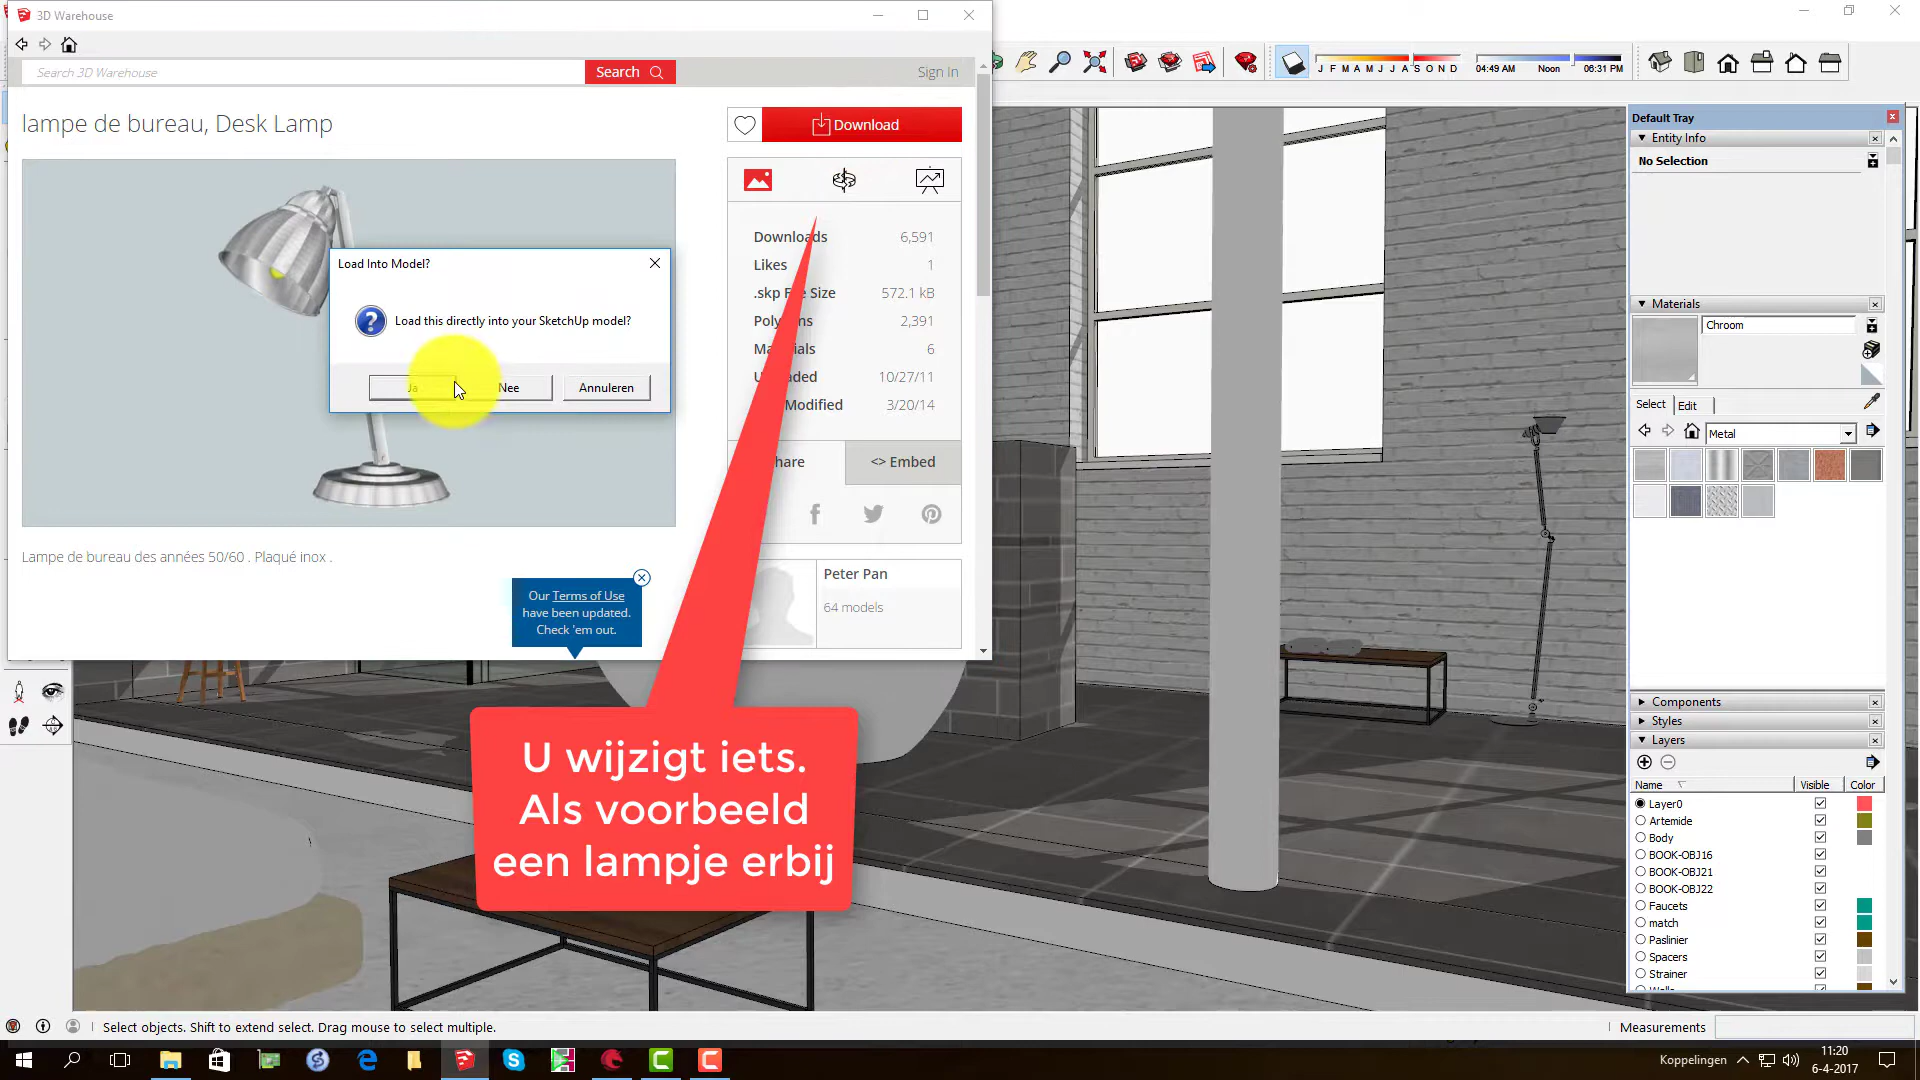 3D Warehouse
Search 3D Warehouse
Search
Sign In
lampe de bureau, Desk Lamp
Download
Load Into Model?
Load this directly into your SketchUp model?
Ja
Nee
Annuleren
Downloads 6,591
Likes 1
.skp File Size 572.1 kB
2,391
6
10/27/11
Modified 3/20/14
<> Embed
Lampe de bureau des années 50/60 . Plaqué inox .
Our Terms of Use
have been updated.
Check 'em out.
Peter Pan
64 models
U wijzigt iets.
Als voorbeeld
een lampje erbij
J F M A M J J A S O N D
04:49 AM Noon 06:31 PM
Default Tray
Entity Info
No Selection
Materials
Chroom
Select Edit
Metal
Components
Styles
Layers
Name Visible Color
Layer0
Artemide
Body
BOOK-OBJ16
BOOK-OBJ21
BOOK-OBJ22
Faucets
match
Paslinier
Spacers
Strainer
Select objects. Shift to extend select. Drag mouse to select multiple.
Measurements
Koppelingen
11:20
6-4-2017